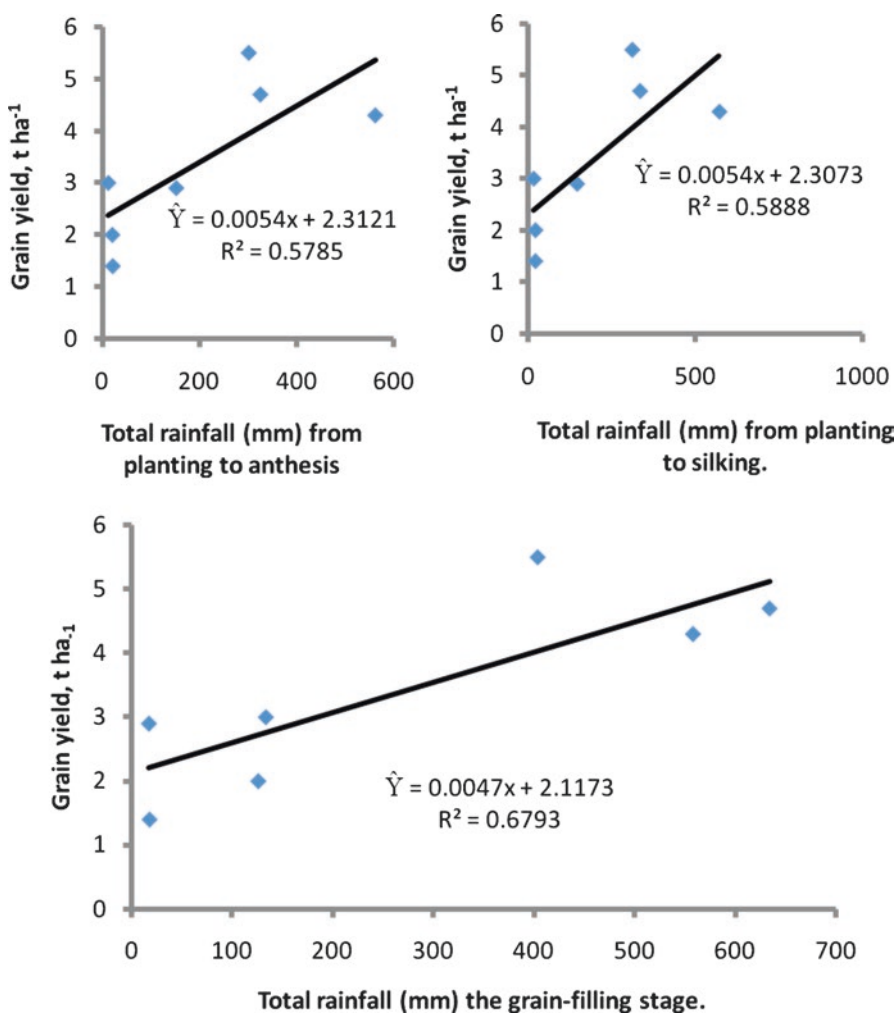 6
5
4
3
2
1
0
Grain yield, t ha⁻¹
Ŷ = 0.0054x + 2.3121
R² = 0.5785
0 200 400 600
Total rainfall (mm) from
planting to anthesis
6
5
4
3
2
1
0
Grain yield, t ha⁻¹
Ŷ = 0.0054x + 2.3073
R² = 0.5888
0 500 1000
Total rainfall (mm) from planting
to silking.
6
5
4
3
2
1
0
Grain yield, t ha₋₁
Ŷ = 0.0047x + 2.1173
R² = 0.6793
0 100 200 300 400 500 600 700
Total rainfall (mm) the grain-filling stage.